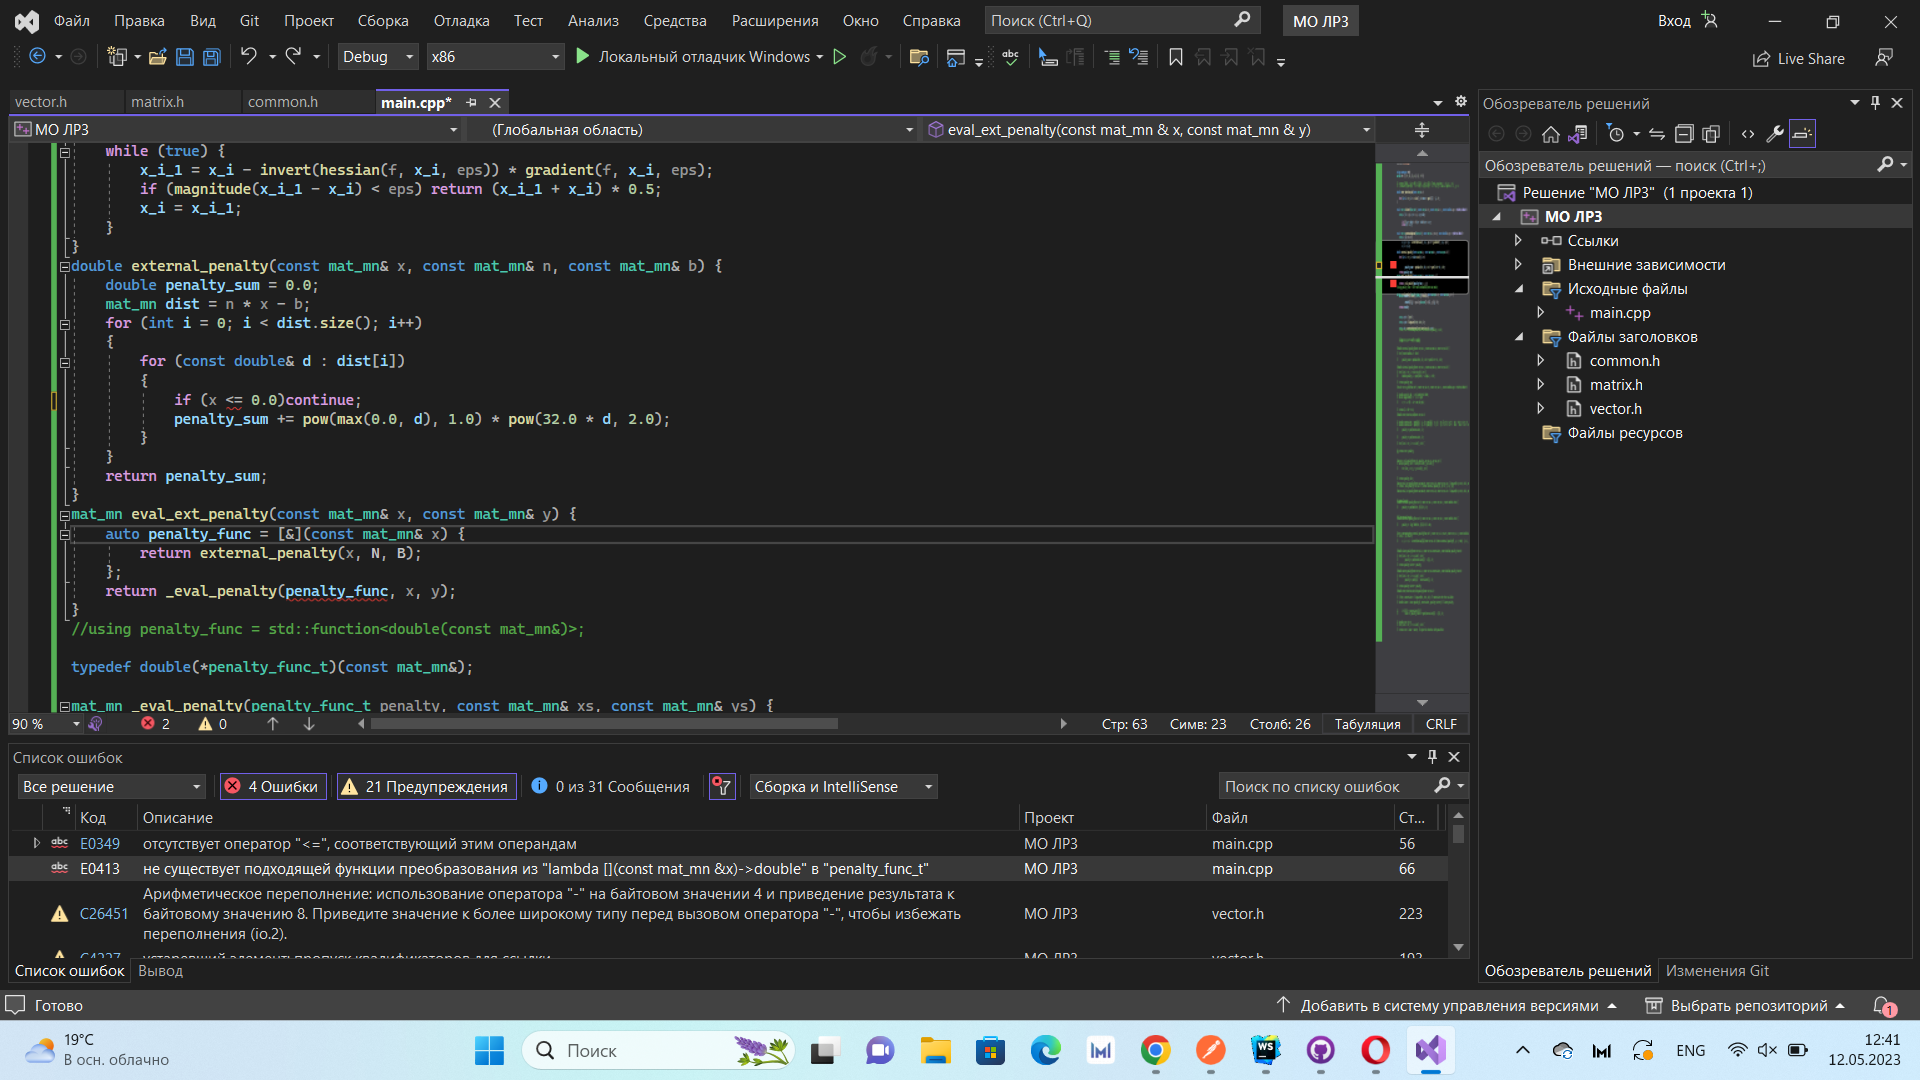 Файл Правка Вид Git Проект Сборка Отладка Тест Анализ Средства Расширения Окно Справка Поиск (Ctrl+Q) МО ЛР3 Вход
Debug x86 Локальный отладчик Windows Live Share
vector.h matrix.h common.h main.cpp*
МО ЛР3 (Глобальная область) eval_ext_penalty(const mat_mn & x, const mat_mn & y)
while (true) {
x_i_1 = x_i - invert(hessian(f, x_i, eps)) * gradient(f, x_i, eps);
if (magnitude(x_i_1 - x_i) < eps) return (x_i_1 + x_i) * 0.5;
x_i = x_i_1;
}
}
double external_penalty(const mat_mn& x, const mat_mn& n, const mat_mn& b) {
double penalty_sum = 0.0;
mat_mn dist = n * x - b;
for (int i = 0; i < dist.size(); i++)
{
for (const double& d : dist[i])
{
if (x <= 0.0)continue;
penalty_sum += pow(max(0.0, d), 1.0) * pow(32.0 * d, 2.0);
}
}
return penalty_sum;
}
mat_mn eval_ext_penalty(const mat_mn& x, const mat_mn& y) {
auto penalty_func = [&](const mat_mn& x) {
return external_penalty(x, N, B);
};
return _eval_penalty(penalty_func, x, y);
}
//using penalty_func = std::function<double(const mat_mn&)>;
typedef double(*penalty_func_t)(const mat_mn&);
mat_mn _eval_penalty(penalty_func_t penalty, const mat_mn& xs, const mat_mn& ys) {
90 % 2 0 Стр: 63 Симв: 23 Столб: 26 Табуляция CRLF
Список ошибок
Все решение 4 Ошибки 21 Предупреждения 0 из 31 Сообщения Сборка и IntelliSense Поиск по списку ошибок
Код Описание Проект Файл Ст...
abc E0349 отсутствует оператор "<=", соответствующий этим операндам МО ЛР3 main.cpp 56
abc E0413 не существует подходящей функции преобразования из "lambda [](const mat_mn &x)->double" в "penalty_func_t" МО ЛР3 main.cpp 66
Арифметическое переполнение: использование оператора "-" на байтовом значении 4 и приведение результата к
C26451 байтовому значению 8. Приведите значение к более широкому типу перед вызовом оператора "-", чтобы избежать МО ЛР3 vector.h 223
переполнения (io.2).
Список ошибок Вывод
Обозреватель решений
Обозреватель решений — поиск (Ctrl+;)
Решение "МО ЛР3" (1 проекта 1)
МО ЛР3
Ссылки
Внешние зависимости
Исходные файлы
main.cpp
Файлы заголовков
common.h
matrix.h
vector.h
Файлы ресурсов
Обозреватель решений Изменения Git
Готово Добавить в систему управления версиями Выбрать репозиторий 1
19°C
В осн. облачно
Поиск
WS
ENG
12:41
12.05.2023